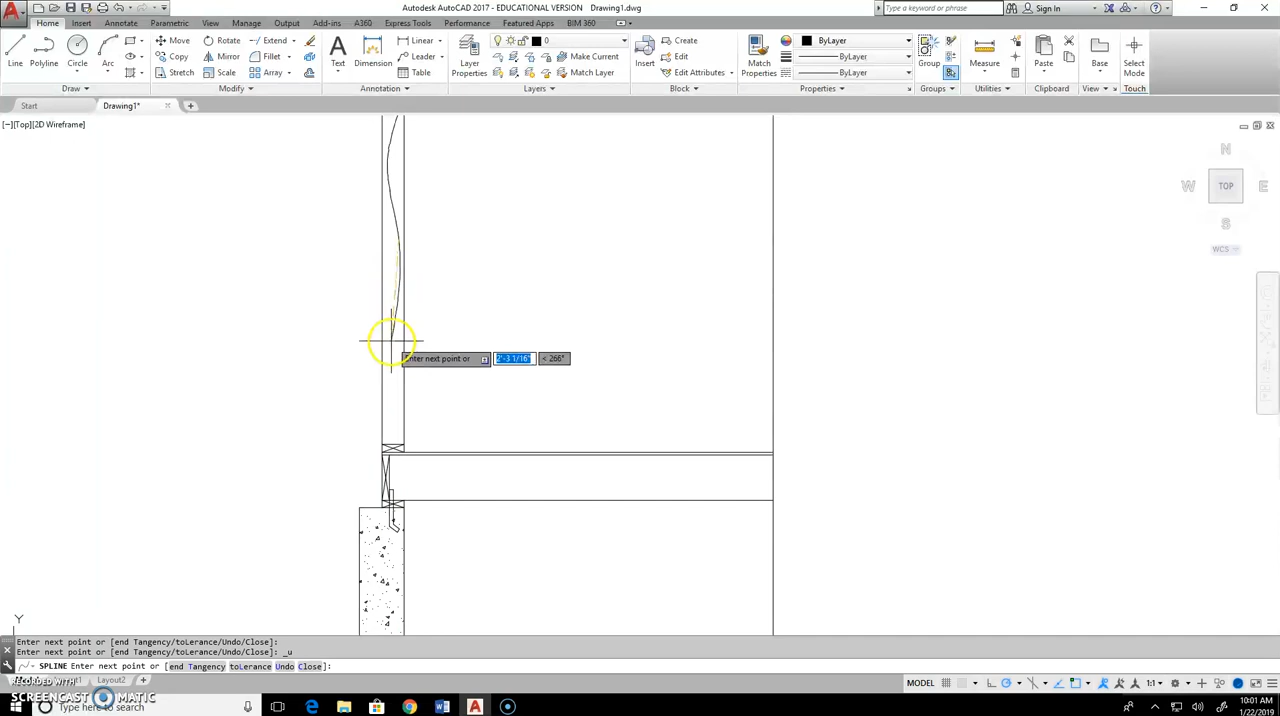 Autodesk AutoCAD 2017 - EDUCATIONAL VERSION Drawing1.dwg
Type a keyword or phrase
Sign In
Home Insert Annotate Parametric View Manage Output Add-ins A360 Express Tools Performance Featured Apps BIM 360
Line Polyline Circle Arc
Move Rotate Extend
Copy Mirror Fillet
Stretch Scale Array
Text Dimension
Linear
Leader
Table
Layer Properties
0
Make Current
Match Layer
Insert
Create
Edit
Edit Attributes
Match Properties
ByLayer
ByLayer
ByLayer
Group
Measure
Paste
Base
Select Mode
Draw Modify Annotation Layers Block Properties Groups Utilities Clipboard View Touch
Start Drawing1*
[−][Top][2D Wireframe]
N
W TOP E
S
WCS
Enter next point or 2'-3 1/16" < 266°
Y
Enter next point or [end Tangency/toLerance/Undo/Close]:
Enter next point or [end Tangency/toLerance/Undo/Close]: _u
SPLINE Enter next point or [end Tangency toLerance Undo Close]:
RECORDED WITH
Layout2
MODEL
1:1
SCREENCAST MATIC
Type here to search
10:01 AM
1/22/2019